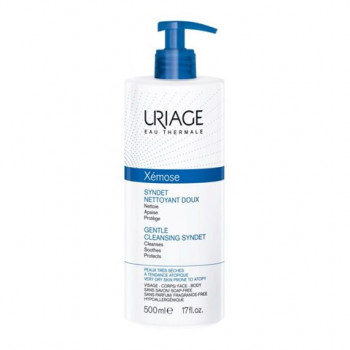 URIAGE
EAU THERMALE
Xémose
SYNDET
NETTOYANT DOUX
Nettoie
Apaise
Protège
GENTLE
CLEANSING SYNDET
Cleanses
Soothes
Protects
PEAUX TRÈS SÈCHES
À TENDANCE ATOPIQUE
VERY DRY SKIN PRONE TO ATOPY
VISAGE - CORPS/FACE - BODY
SANS SAVON/SOAP FREE
SANS PARFUM/FRAGRANCE-FREE
HYPOALLERGÉNIQUE
500ml e 17fl.oz.